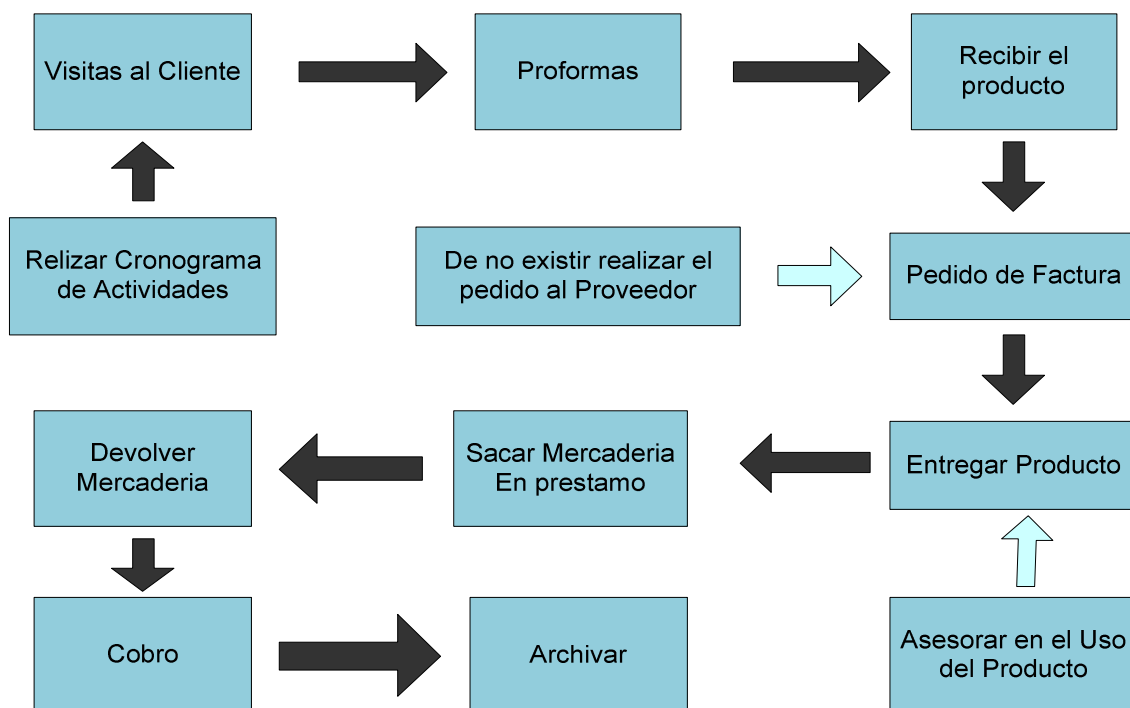 Visitas al Cliente
Proformas
Recibir el
producto
Relizar Cronograma
de Actividades
De no existir realizar el
pedido al Proveedor
Pedido de Factura
Devolver
Mercaderia
Sacar Mercaderia
En prestamo
Entregar Producto
Cobro
Archivar
Asesorar en el Uso
del Producto